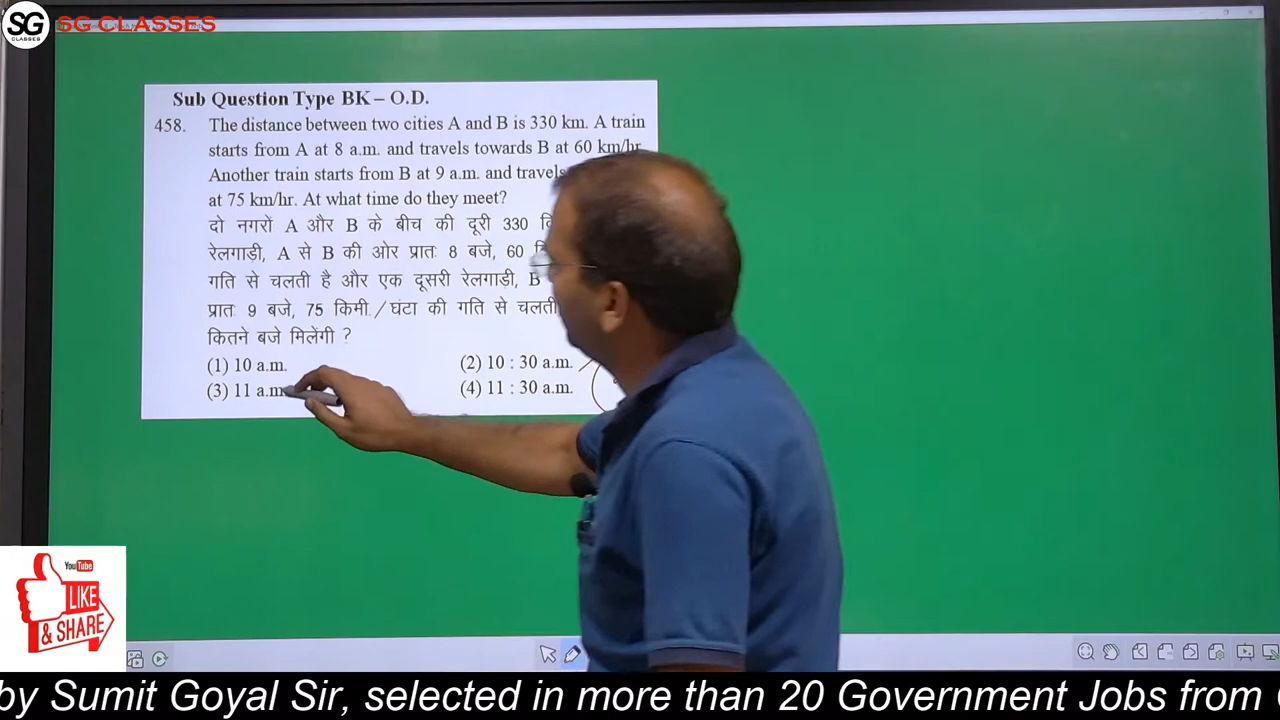 SG
CLASSES
SG CLASSES
Sub Question Type BK – O.D.
458. The distance between two cities A and B is 330 km. A train
starts from A at 8 a.m. and travels towards B at 60 km/hr.
Another train starts from B at 9 a.m. and travels
at 75 km/hr. At what time do they meet?
दो नगरों A और B के बीच की दूरी 330
रेलगाड़ी, A से B की ओर प्रातः 8 बजे, 60
गति से चलती है और एक दूसरी रेलगाड़ी, B
प्रातः 9 बजे, 75 किमी./घंटा की गति से चलती
कितने बजे मिलेंगी ?
(1) 10 a.m. (2) 10 : 30 a.m.
(3) 11 a.m. (4) 11 : 30 a.m.
YouTube
LIKE
& SHARE
by Sumit Goyal Sir, selected in more than 20 Government Jobs from